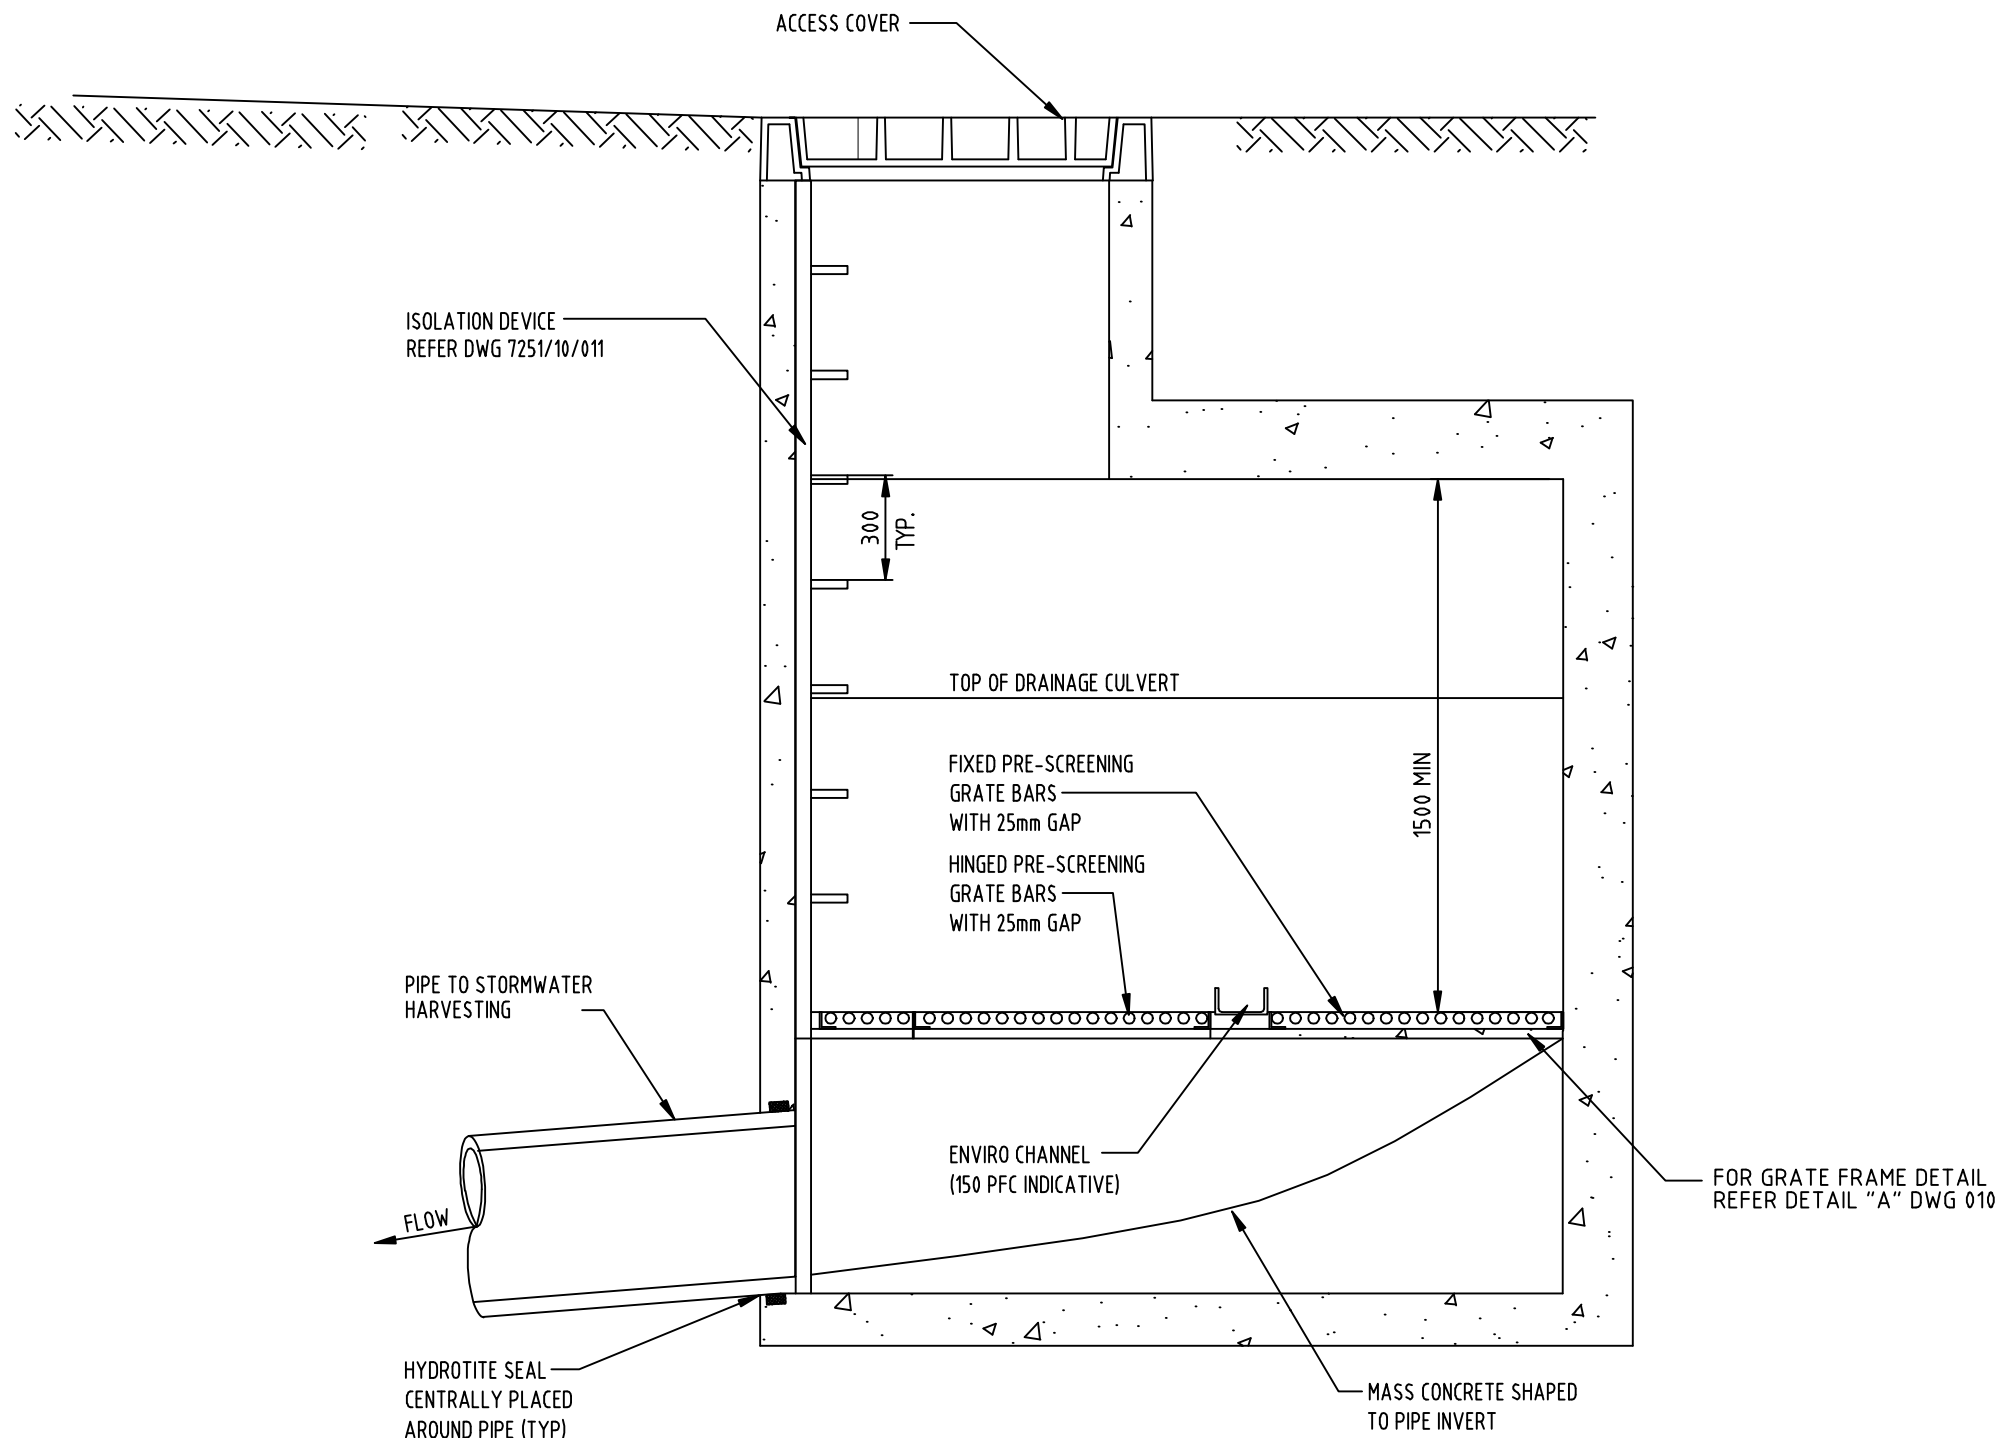 ACCESS COVER
ISOLATION DEVICE
REFER DWG 7251/10/011
300
TYP.
TOP OF DRAINAGE CULVERT
FIXED PRE-SCREENING
GRATE BARS
WITH 25mm GAP
1500 MIN
HINGED PRE-SCREENING
GRATE BARS
WITH 25mm GAP
PIPE TO STORMWATER
HARVESTING
ENVIRO CHANNEL
(150 PFC INDICATIVE)
FOR GRATE FRAME DETAIL
REFER DETAIL "A" DWG 010
FLOW
HYDROTITE SEAL
CENTRALLY PLACED
AROUND PIPE (TYP)
MASS CONCRETE SHAPED
TO PIPE INVERT